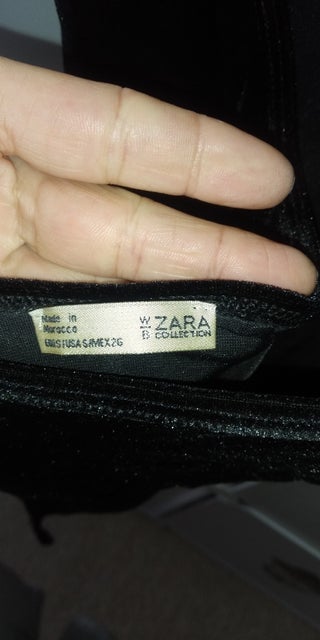 Made in
Morocco
EUR S/USA S/MEX 26
W/B ZARA
COLLECTION